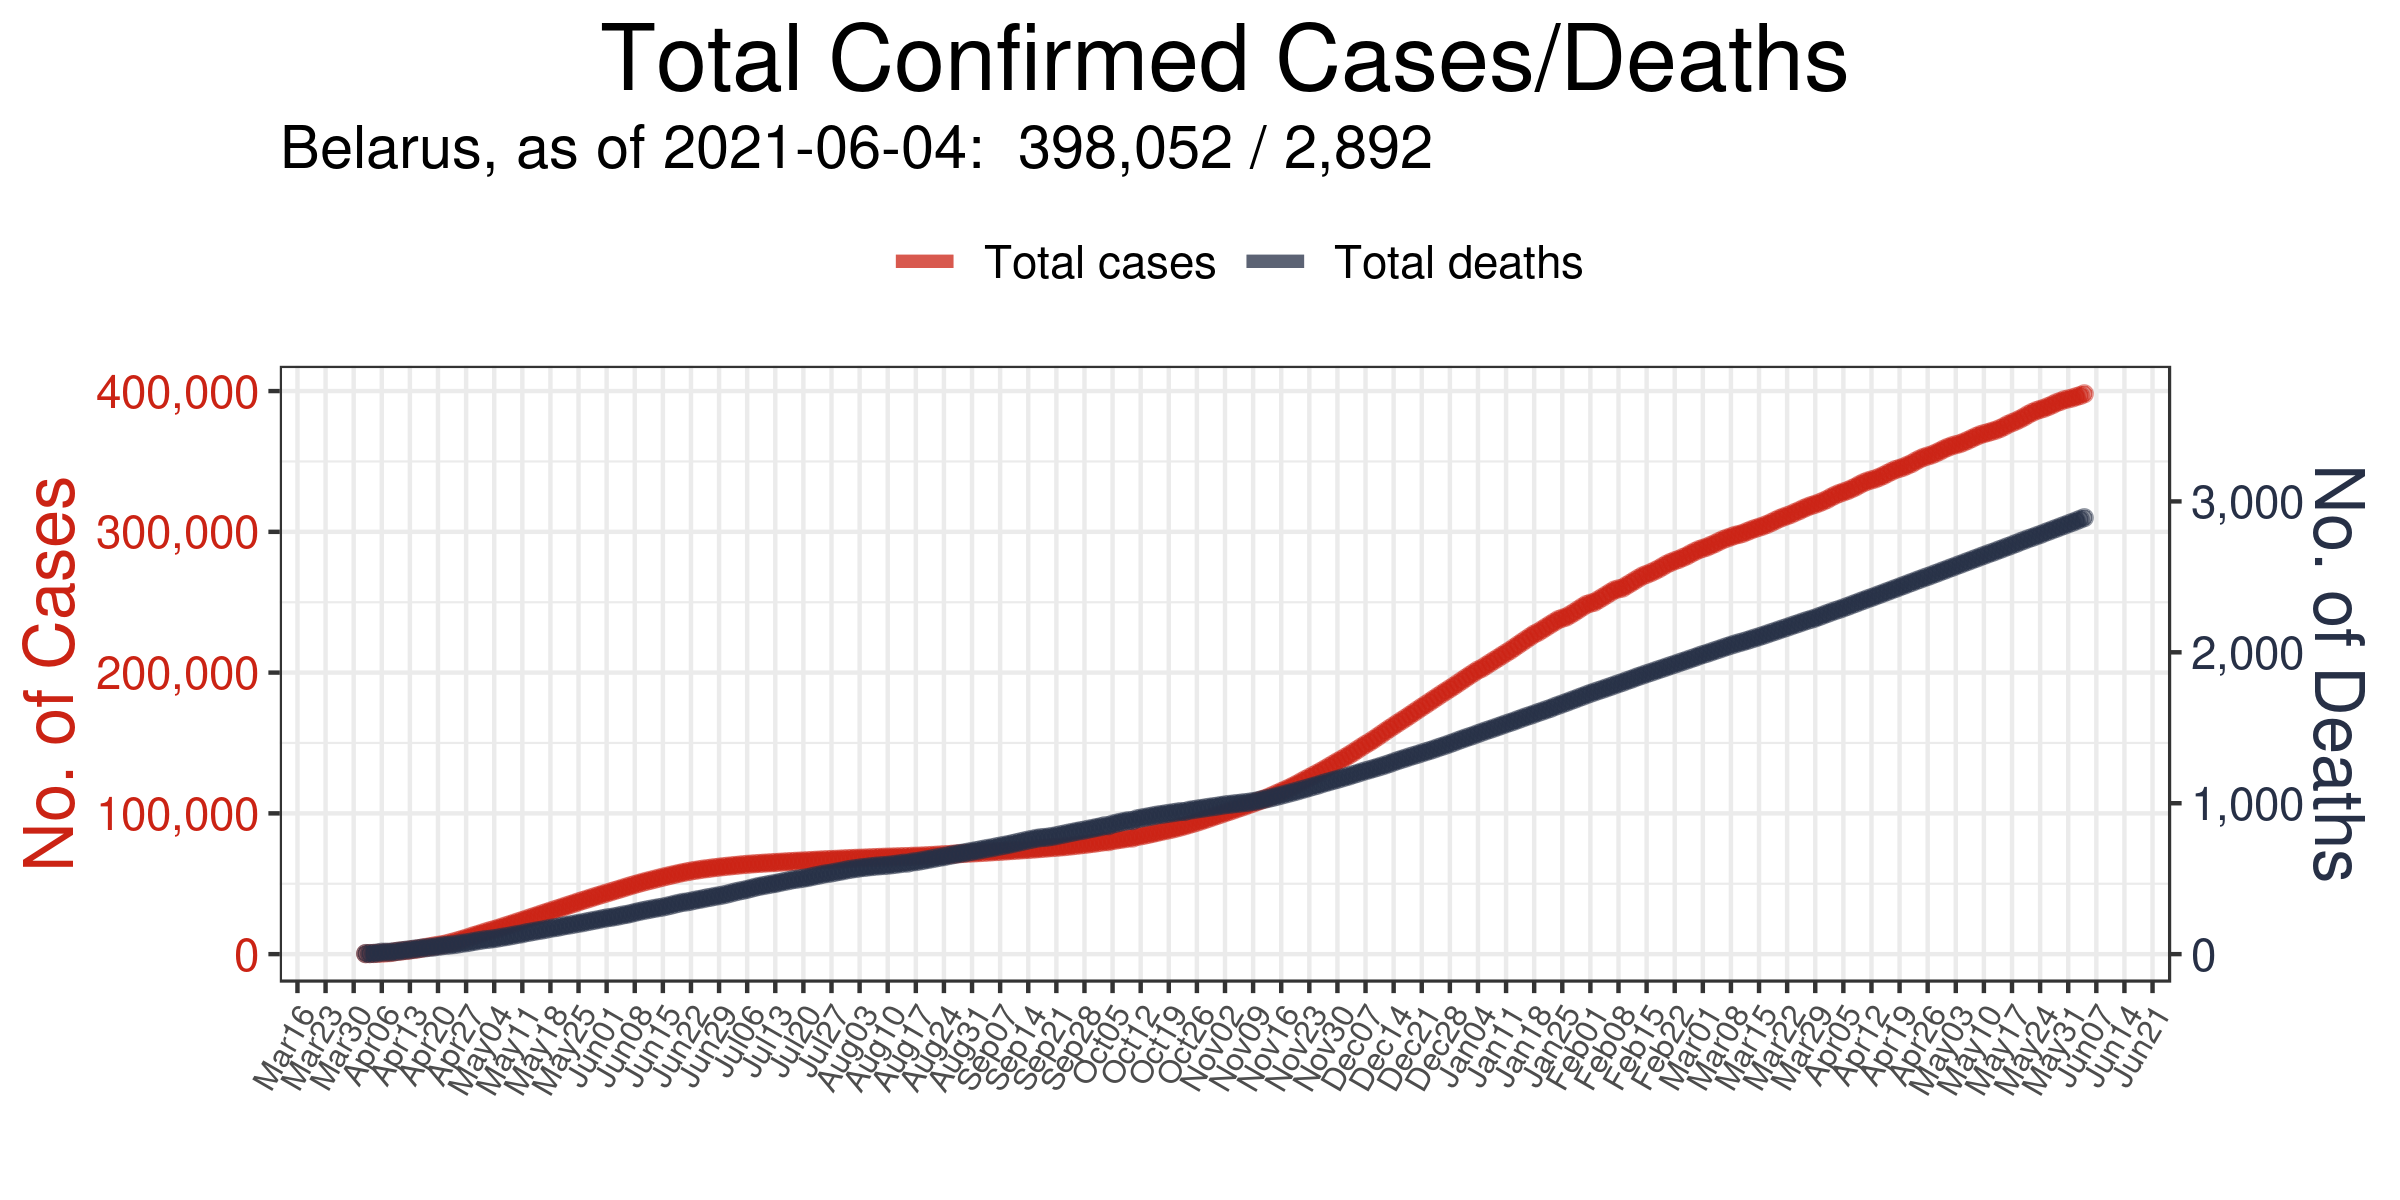 Total Confirmed Cases/Deaths
Belarus, as of 2021-06-04:  398,052 / 2,892
Total cases
Total deaths
No. of Cases
400,000
300,000
200,000
100,000
0
3,000
2,000
1,000
0
No. of Deaths
Mar16
Mar23
Mar30
Apr06
Apr13
Apr20
Apr27
May04
May11
May18
May25
Jun01
Jun08
Jun15
Jun22
Jun29
Jul06
Jul13
Jul20
Jul27
Aug03
Aug10
Aug17
Aug24
Aug31
Sep07
Sep14
Sep21
Sep28
Oct05
Oct12
Oct19
Oct26
Nov02
Nov09
Nov16
Nov23
Nov30
Dec07
Dec14
Dec21
Dec28
Jan04
Jan11
Jan18
Jan25
Feb01
Feb08
Feb15
Feb22
Mar01
Mar08
Mar15
Mar22
Mar29
Apr05
Apr12
Apr19
Apr26
May03
May10
May17
May24
May31
Jun07
Jun14
Jun21